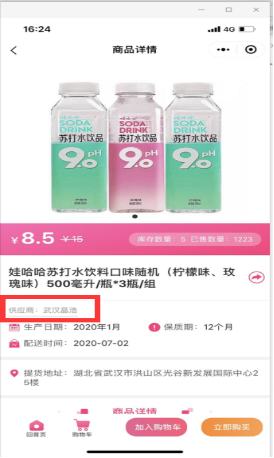 16:24
4G
商品详情
SODA
DRINK
苏打水饮品
9.0 pH
SODA
DRINK
苏打水饮品
9.0 pH
SODA
DRINK
苏打水饮品
9.0 pH
¥8.5 ¥15
库存数量：5 已售数量：1223
娃哈哈苏打水饮料口味随机（柠檬味、玫
瑰味）500毫升/瓶*3瓶/组
供应商：武汉品浩
生产日期：2020年1月 保质期：12个月
配送时间：2020-07-02
提货地址：湖北省武汉市洪山区光谷新发展国际中心2
5楼
商品详情
回首页
购物车
加入购物车
立即购买